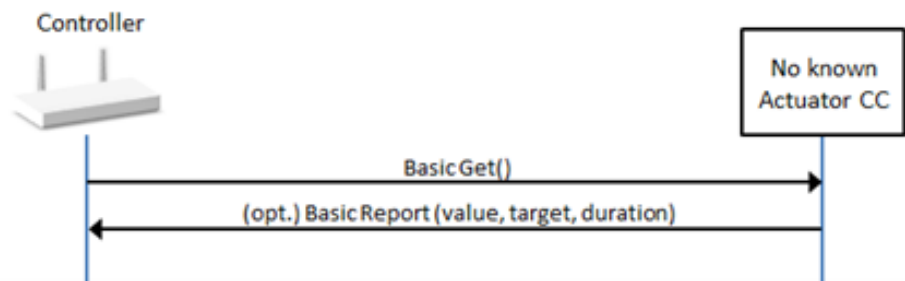 Controller
No known
Actuator CC
Basic Get()
(opt.) Basic Report (value, target, duration)